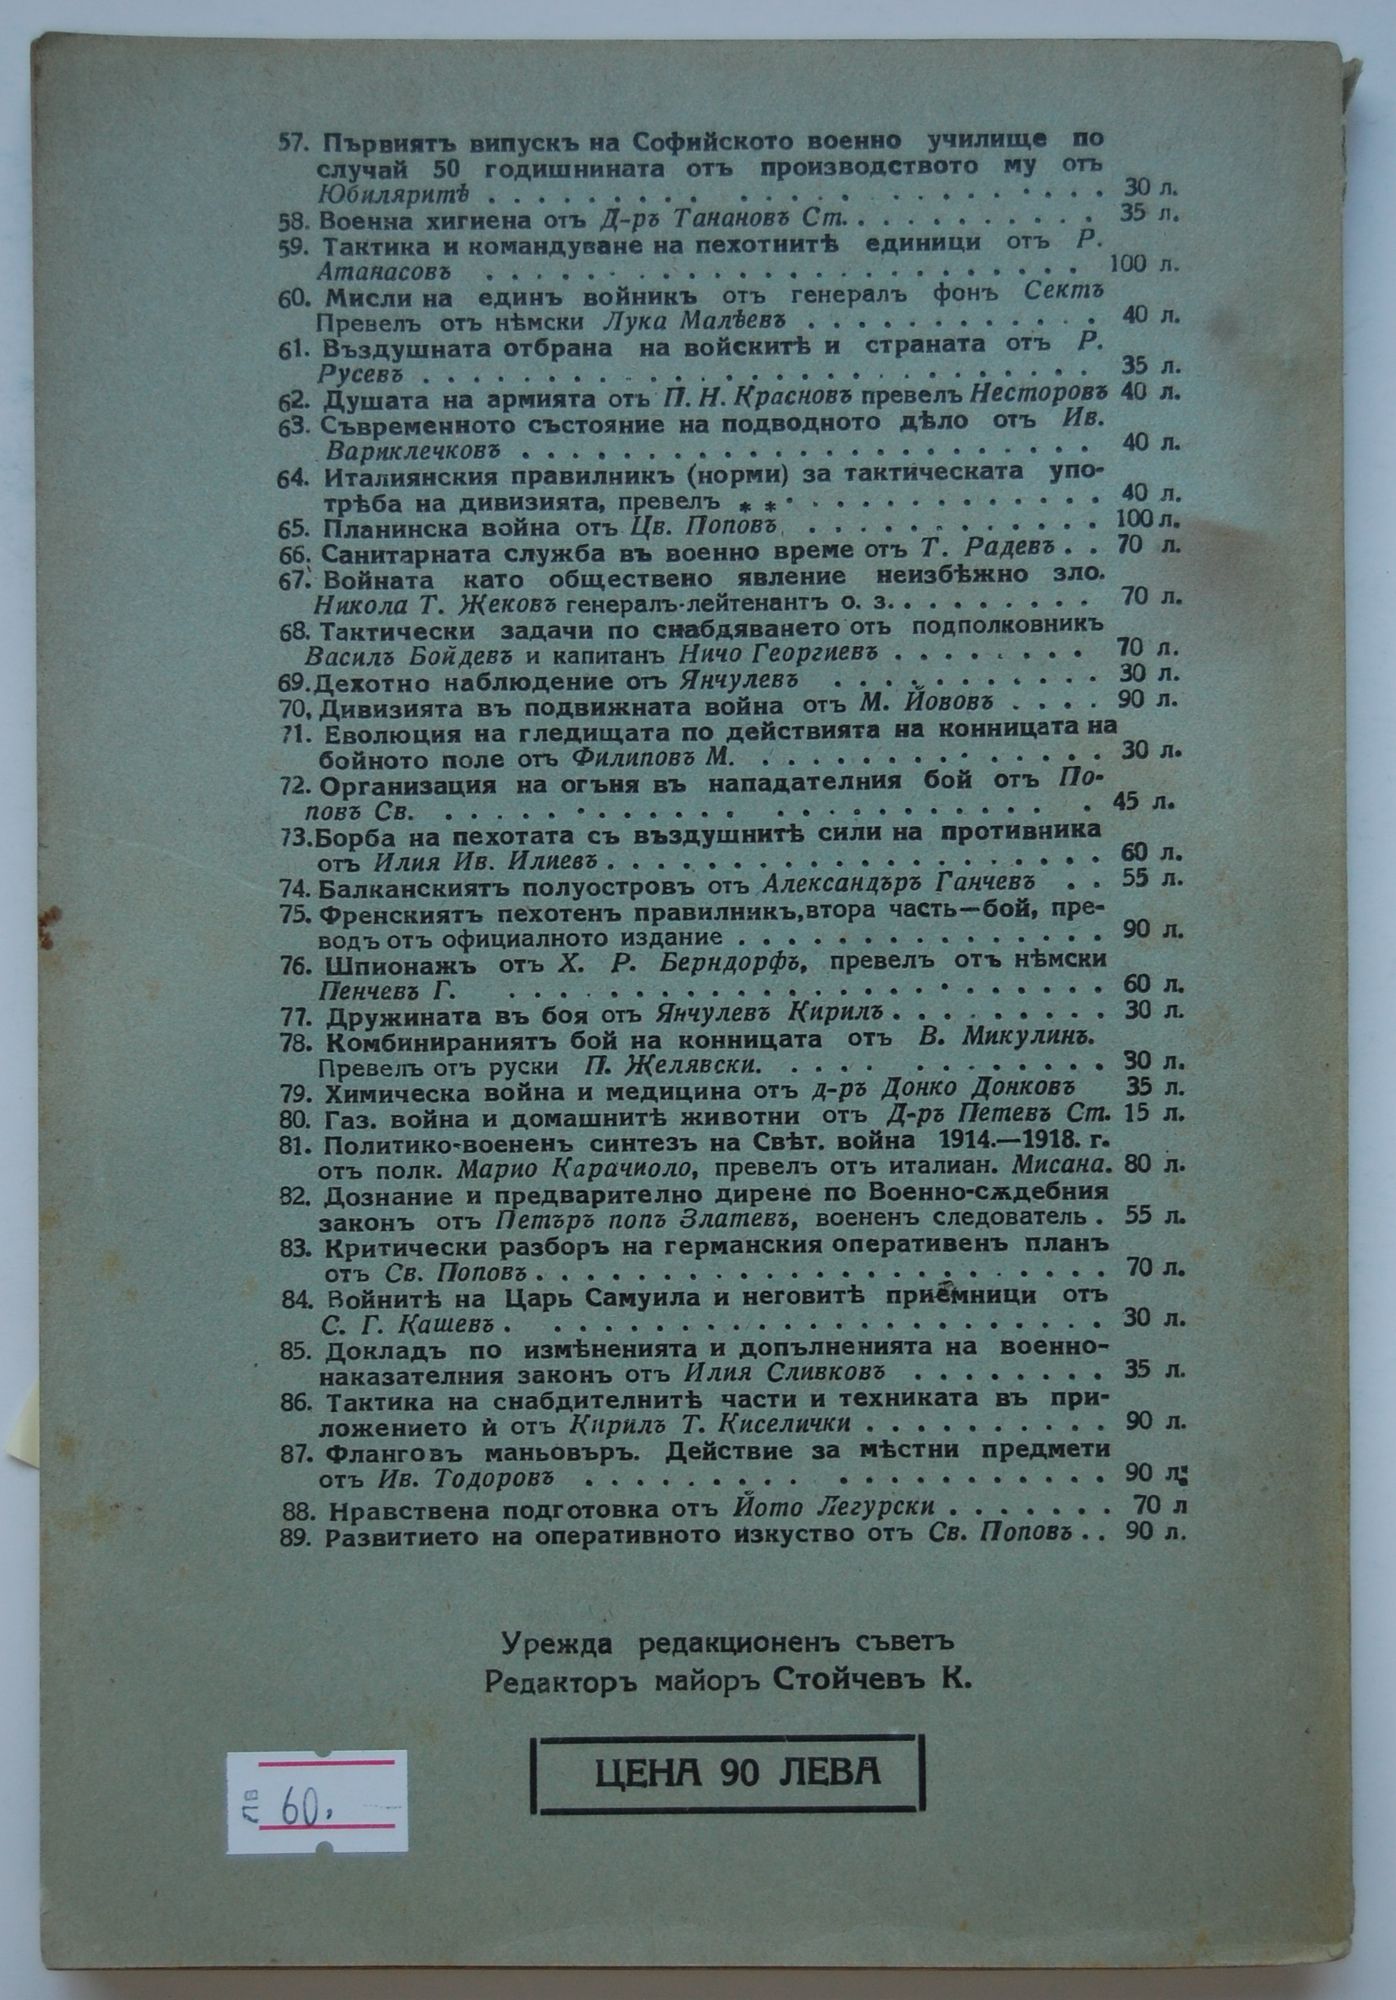 57. Първиятъ випускъ на Софийското военно училище по
случай 50 годишнината отъ производството му отъ
Юбиляритѣ . . . . . . . . . . . . . . . . . . . . . . 30 л.
58. Военна хигиена отъ Д-ръ Танановъ Ст. . . . . . . . . . . 35 л.
59. Тактика и командуване на пехотнитѣ единици отъ Р.
Атанасовъ . . . . . . . . . . . . . . . . . . . . . . . 100 л.
60. Мисли на единъ войникъ отъ генералъ фонъ Сектъ
Превелъ отъ нѣмски Лука Малѣевъ . . . . . . . . . . . . 40 л.
61. Въздушната отбрана на войскитѣ и страната отъ Р.
Русевъ . . . . . . . . . . . . . . . . . . . . . . . . . . 35 л.
62. Душата на армията отъ П. Н. Красновъ превелъ Несторовъ 40 л.
63. Съвременното състояние на подводното дѣло отъ Ив.
Вариклечковъ . . . . . . . . . . . . . . . . . . . . . . 40 л.
64. Италиянския правилникъ (норми) за тактическата упо-
трѣба на дивизията, превелъ * * . . . . . . . . . . . . . 40 л.
65. Планинска война отъ Цв. Поповъ . . . . . . . . . . . . 100 л.
66. Санитарната служба въ военно време отъ Т. Радевъ . . 70 л.
67. Войната като обществено явление неизбѣжно зло.
Никола Т. Жековъ генералъ-лейтенантъ о. з. . . . . . . . . 70 л.
68. Тактически задачи по снабдяването отъ подполковникъ
Василъ Бойдевъ и капитанъ Ничо Георгиевъ . . . . . . . . 70 л.
69. Дехотно наблюдение отъ Янчулевъ . . . . . . . . . . . 30 л.
70. Дивизията въ подвижната война отъ М. Йововъ . . . . 90 л.
71. Еволюция на гледищата по действията на конницата на
бойното поле отъ Филиповъ М. . . . . . . . . . . . . . . 30 л.
72. Организация на огъня въ нападателния бой отъ По-
повъ Св. . . . . . . . . . . . . . . . . . . . . . . . . 45 л.
73. Борба на пехотата съ въздушнитѣ сили на противника
отъ Илия Ив. Илиевъ . . . . . . . . . . . . . . . . . . . . 60 л.
74. Балканскиятъ полуостровъ отъ Александъръ Ганчевъ . . 55 л.
75. Френскиятъ пехотенъ правилникъ, втора часть—бой, пре-
водъ отъ официалното издание . . . . . . . . . . . . . . . 90 л.
76. Шпионажъ отъ Х. Р. Берндорфъ, превелъ отъ нѣмски
Пенчевъ Г. . . . . . . . . . . . . . . . . . . . . . . . 60 л.
77. Дружината въ боя отъ Янчулевъ Кирилъ . . . . . . . . . 30 л.
78. Комбинираниятъ бой на конницата отъ В. Микулинъ.
Превелъ отъ руски П. Желявски. . . . . . . . . . . . . . 30 л.
79. Химическа война и медицина отъ д-ръ Донко Донковъ 35 л.
80. Газ. война и домашнитѣ животни отъ Д-ръ Петевъ Ст. 15 л.
81. Политико-воененъ синтезъ на Свѣт. война 1914.—1918. г.
отъ полк. Марио Карачиоло, превелъ отъ италиан. Мисана. 80 л.
82. Дознание и предварително дирене по Военно-сѫдебния
законъ отъ Петъръ попъ Златевъ, воененъ следователь . 55 л.
83. Критически разборъ на германския оперативенъ планъ
отъ Св. Поповъ . . . . . . . . . . . . . . . . . . . . . . . 70 л.
84. Войнитѣ на Царь Самуила и неговитѣ приемници отъ
С. Г. Кашевъ . . . . . . . . . . . . . . . . . . . . . . . 30 л.
85. Докладъ по измѣненията и допълненията на военно-
наказателния законъ отъ Илия Сливковъ . . . . . . . . 35 л.
86. Тактика на снабдителнитѣ части и техниката въ при-
ложението ѝ отъ Кирилъ Т. Киселички . . . . . . . . . . 90 л.
87. Фланговъ маньовъръ. Действие за мѣстни предмети
отъ Ив. Тодоровъ . . . . . . . . . . . . . . . . . . . . . 90 л.
88. Нравствена подготовка отъ Йото Легурски . . . . . . . 70 л
89. Развитието на оперативното изкуство отъ Св. Поповъ . . 90 л.
Урежда редакционенъ съветъ
Редакторъ майоръ Стойчевъ К.
ЦЕНА 90 ЛЕВА
лв 60.